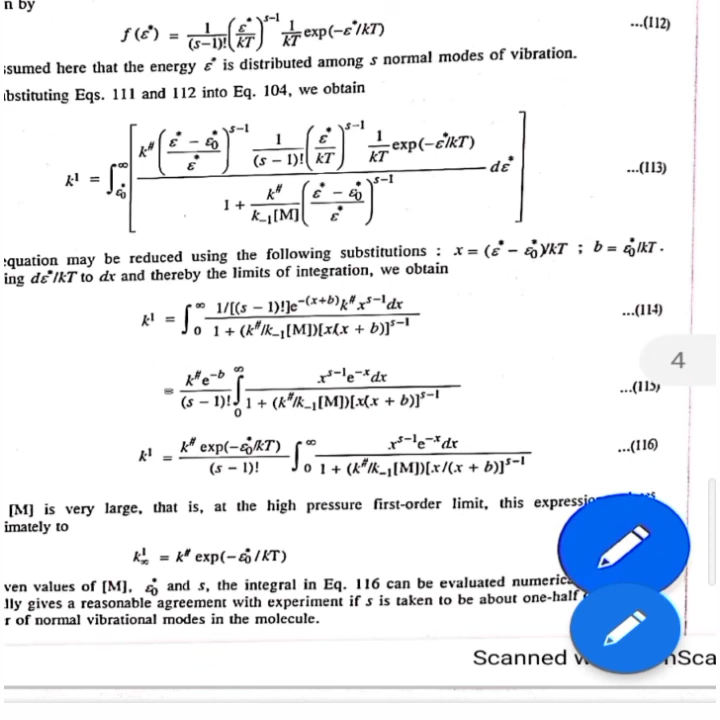 n by
f(ε*) = 1/(s−1)! (ε*/kT)^(s−1) 1/kT exp(−ε*/kT) ...(112)
ssumed here that the energy ε* is distributed among s normal modes of vibration.
bstituting Eqs. 111 and 112 into Eq. 104, we obtain
k¹ = ∫_{ε₀*}^∞ [ k^# ((ε* − ε₀*)/ε*)^(s−1) 1/(s − 1)! (ε*/kT)^(s−1) 1/kT exp(−ε*/kT) / 1 + k^#/k₋₁[M] ((ε* − ε₀*)/ε*)^(s−1) dε* ] ...(113)
equation may be reduced using the following substitutions : x = (ε* − ε₀*)/kT ; b = ε₀*/kT .
ing dε*/kT to dx and thereby the limits of integration, we obtain
k¹ = ∫_0^∞ 1/[(s − 1)!]e^−(x+b) k^# x^(s−1) dx / 1 + (k^#/k₋₁[M])[x(x + b)]^(s−1) ...(114)
= k^# e^−b / (s − 1)! ∫_0^∞ x^(s−1) e^−x dx / 1 + (k^#/k₋₁[M])[x(x + b)]^(s−1) ...(115)
4
k¹ = k^# exp(−ε₀*/kT) / (s − 1)! ∫_0^∞ x^(s−1) e^−x dx / 1 + (k^#/k₋₁[M])[x/(x + b)]^(s−1) ...(116)
[M] is very large, that is, at the high pressure first-order limit, this
imately to
k¹_∞ = k^# exp(−ε₀*/kT)
ven values of [M], ε₀* and s, the integral in Eq. 116 can be evaluated
lly gives a reasonable agreement with experiment if s is taken to be about one-half
r of normal vibrational modes in the molecule.
Scanned